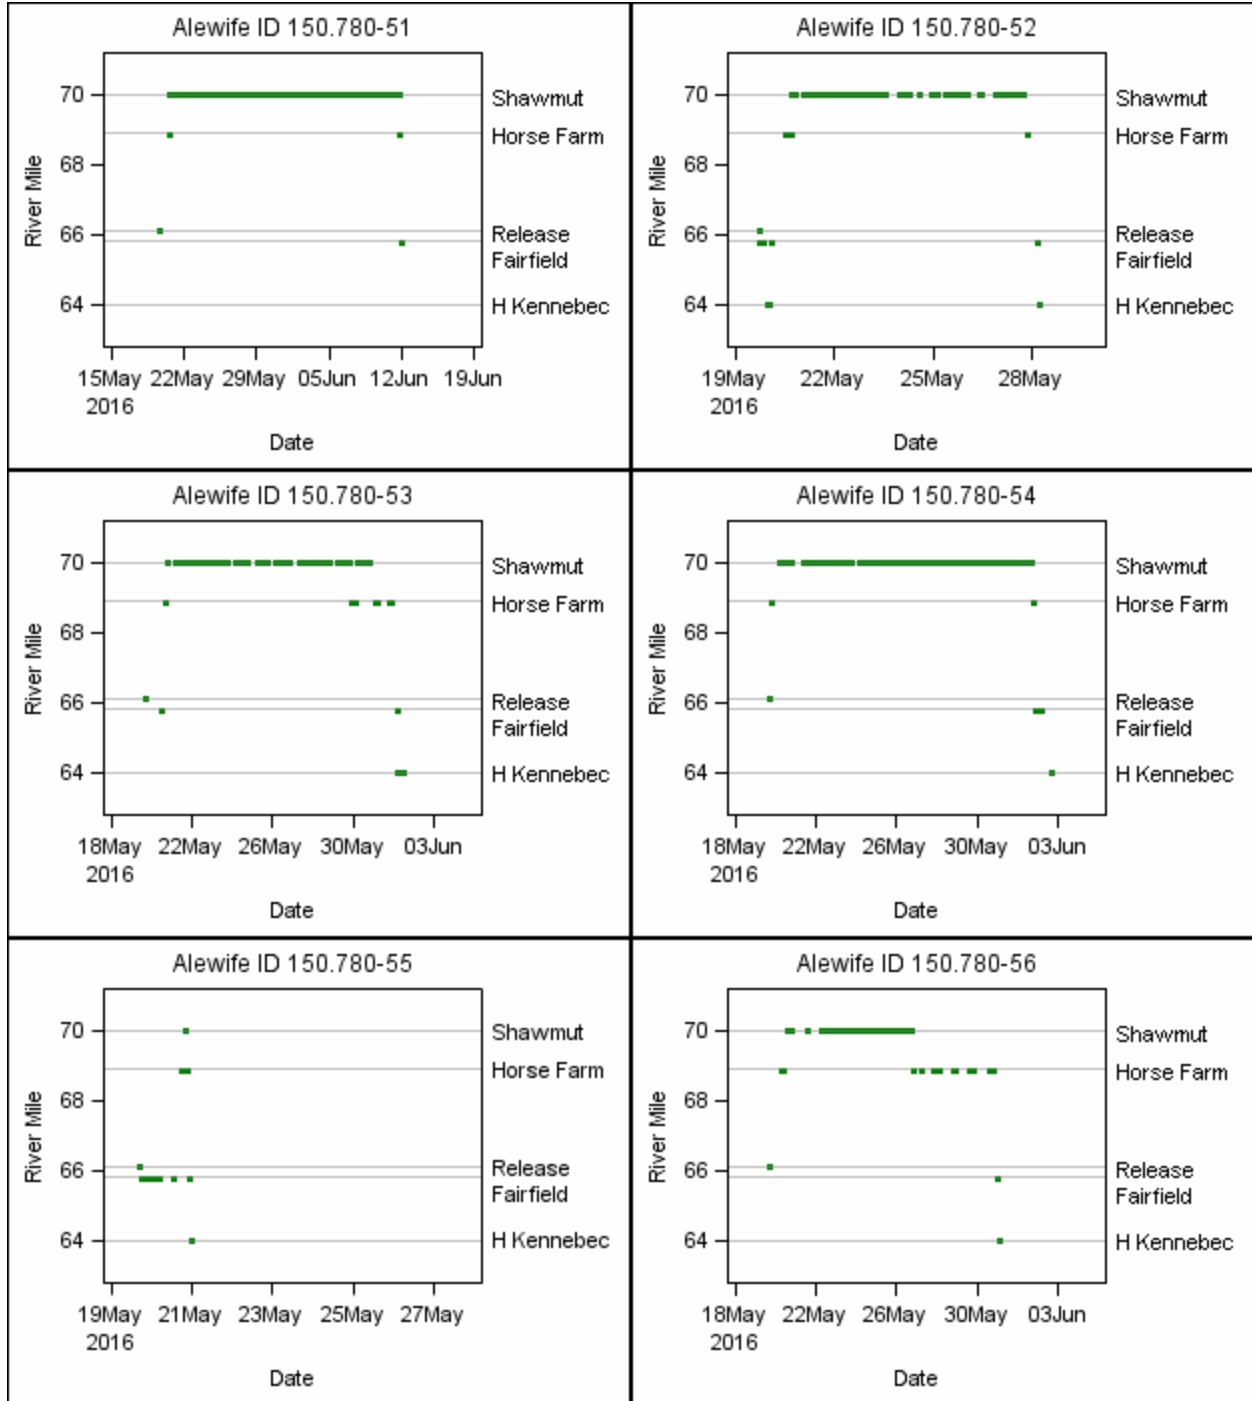 Alewife ID 150.780-51
70
68
66
64
River Mile
Shawmut
Horse Farm
Release
Fairfield
H Kennebec
15May 22May 29May 05Jun 12Jun 19Jun
2016
Date
Alewife ID 150.780-52
70
68
66
64
River Mile
Shawmut
Horse Farm
Release
Fairfield
H Kennebec
19May 22May 25May 28May
2016
Date
Alewife ID 150.780-53
70
68
66
64
River Mile
Shawmut
Horse Farm
Release
Fairfield
H Kennebec
18May 22May 26May 30May 03Jun
2016
Date
Alewife ID 150.780-54
70
68
66
64
River Mile
Shawmut
Horse Farm
Release
Fairfield
H Kennebec
18May 22May 26May 30May 03Jun
2016
Date
Alewife ID 150.780-55
70
68
66
64
River Mile
Shawmut
Horse Farm
Release
Fairfield
H Kennebec
19May 21May 23May 25May 27May
2016
Date
Alewife ID 150.780-56
70
68
66
64
River Mile
Shawmut
Horse Farm
Release
Fairfield
H Kennebec
18May 22May 26May 30May 03Jun
2016
Date